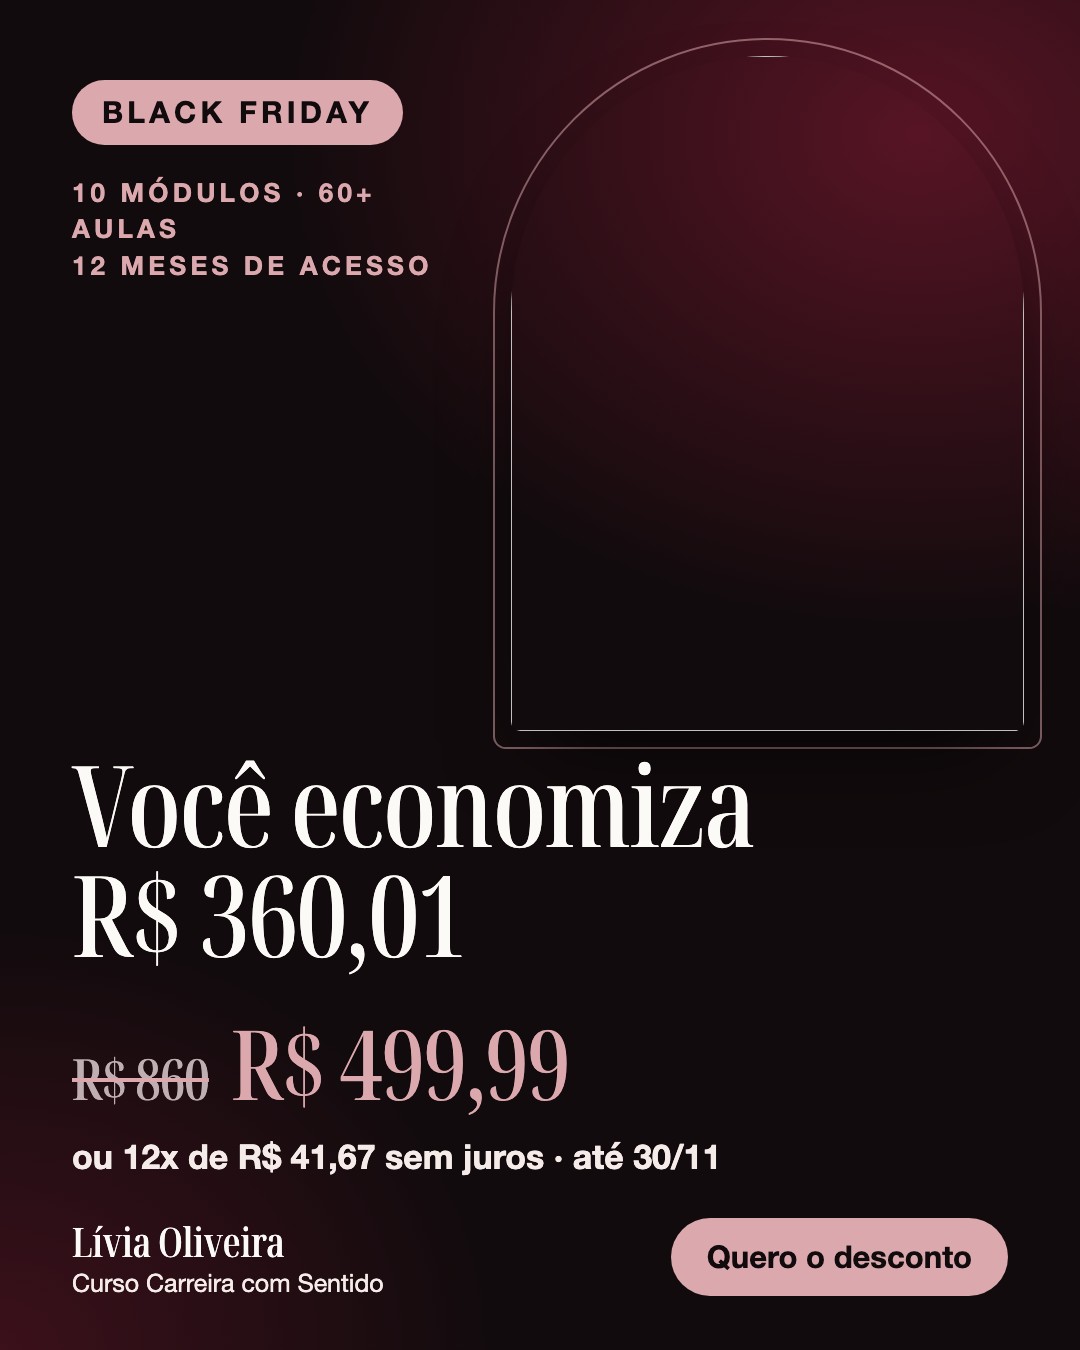 BLACK FRIDAY
10 MÓDULOS · 60+
AULAS
12 MESES DE ACESSO
Você economiza
R$ 360,01
R$ 860 R$ 499,99
ou 12x de R$ 41,67 sem juros · até 30/11
Lívia Oliveira
Curso Carreira com Sentido
Quero o desconto